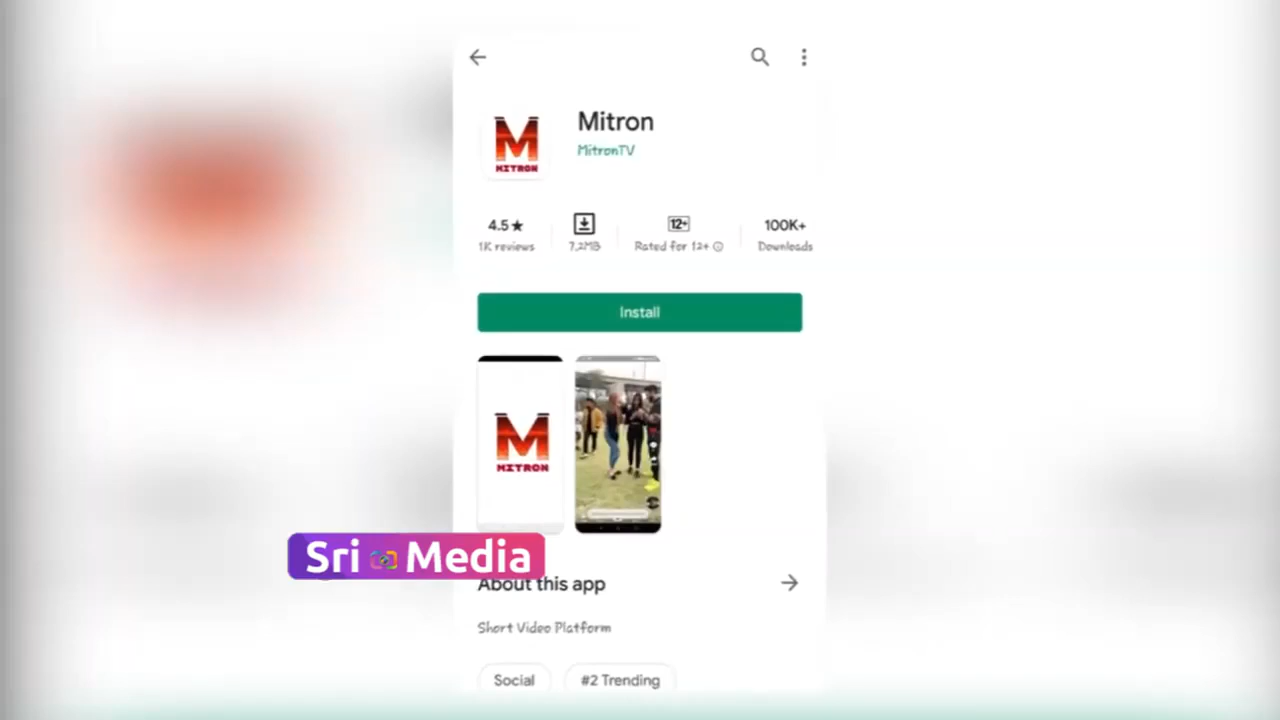 Mitron
MitronTV
M
MITRON
4.5★
1K reviews
7.2MB
12+
Rated for 12+
100K+
Downloads
Install
M
MITRON
Sri Media
About this app
Short Video Platform
Social
#2 Trending